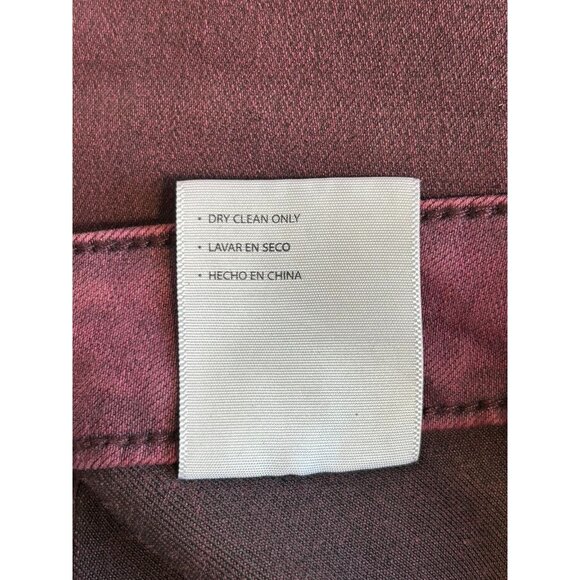 • DRY CLEAN ONLY
• LAVAR EN SECO
• HECHO EN CHINA